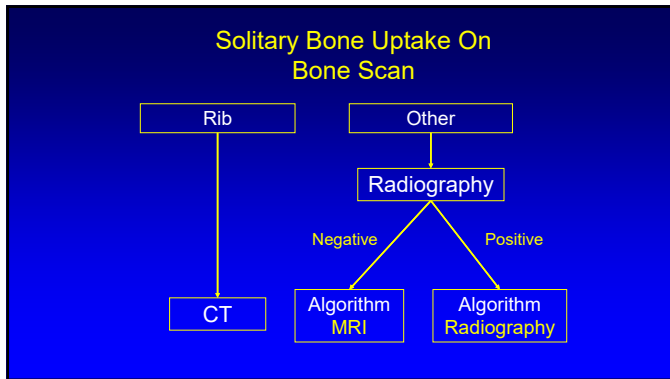 Solitary Bone Uptake On
Bone Scan
Rib
Other
Radiography
Negative
Positive
CT
Algorithm
MRI
Algorithm
Radiography